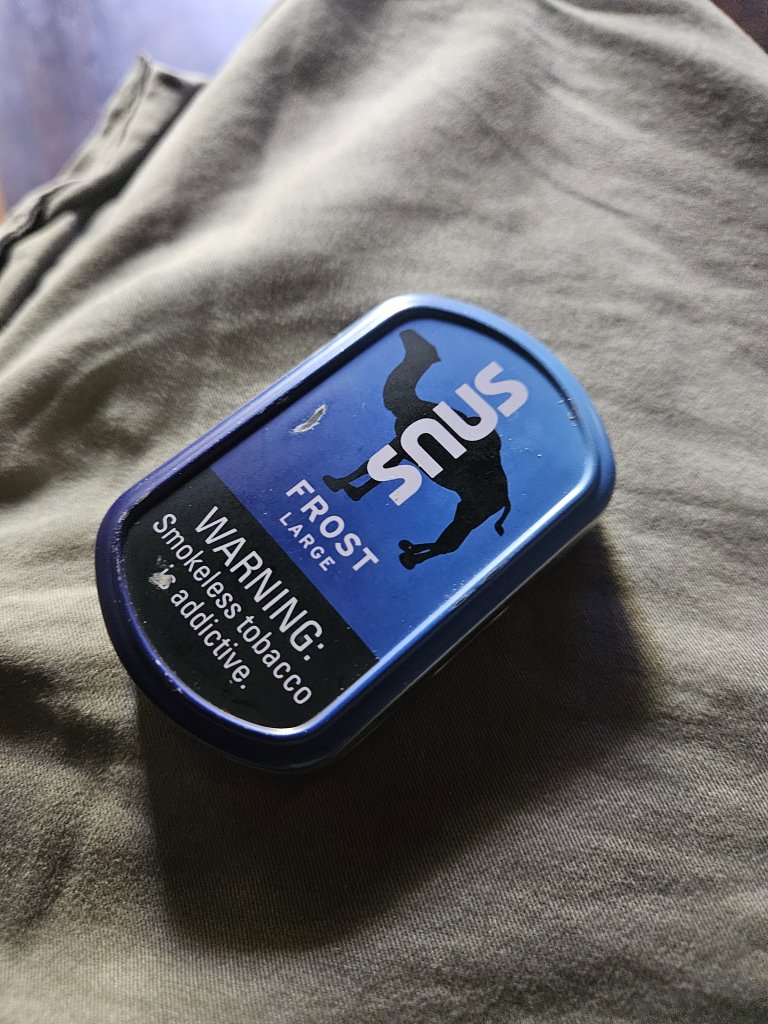 SNUS
FROST
LARGE
WARNING:
Smokeless tobacco
is addictive.